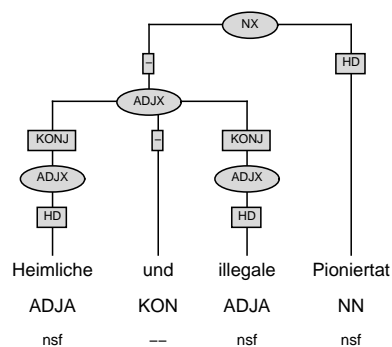 NX
– HD
ADJX
KONJ – KONJ
ADJX ADJX
HD HD
Heimliche und illegale Pioniertat
ADJA KON ADJA NN
nsf –– nsf nsf